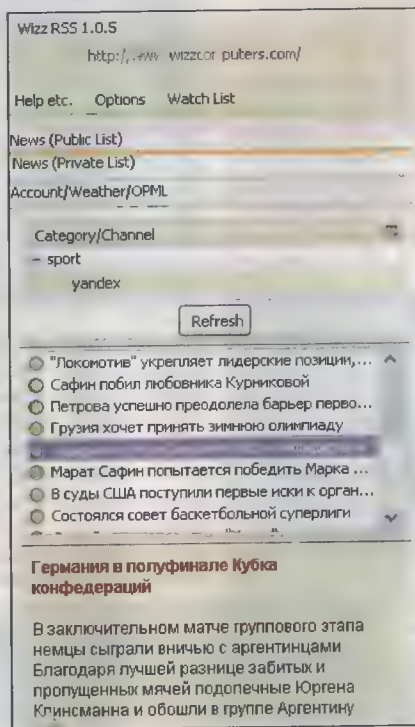 Wizz RSS 1.0.5
http:/
puters.com/
Help etc. Options Watch List
News (Public List)
News (Private List)
Account/Weather/OPML
Category/Channel
– sport
yandex
Refresh
"Локомотив" укрепляет лидерские позиции,...
Сафин побил любовника Курниковой
Петрова успешно преодолела барьер перво...
Грузия хочет принять зимнюю олимпиаду
Марат Сафин попытается победить Марка ...
В суды США поступили первые иски к орган...
Состоялся совет баскетбольной суперлиги
Германия в полуфинале Кубка
конфедераций
В заключительном матче группового этапа
немцы сыграли вничью с аргентинцами
Благодаря лучшей разнице забитых и
пропущенных мячей подопечные Юргена
Клинсманна и обошли в группе Аргентину